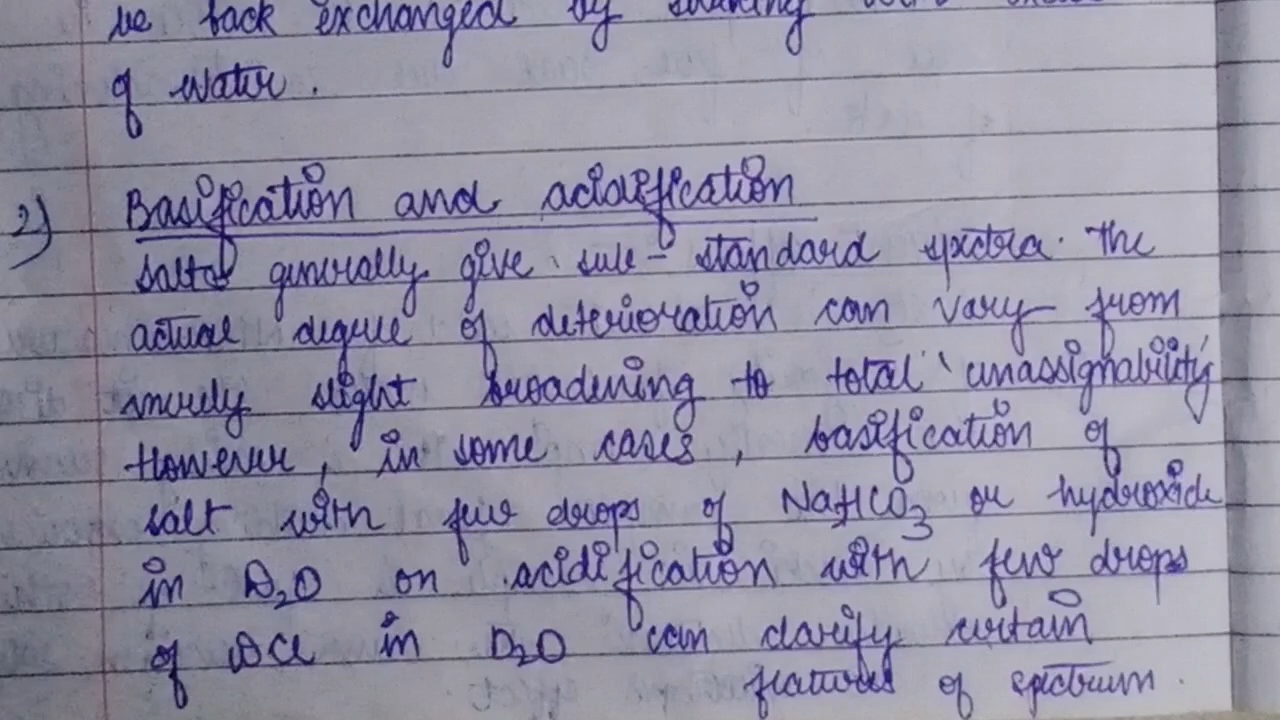 be back exchanged by shaking
of water.
2) Basification and acidification
Salts generally give sub-standard spectra. The
actual degree of deterioration can vary from
merely slight broadening to total 'unassignability'
However, in some cases, basification of
salt with few drops of NaHCO3 or hydroxide
in D2O on acidification with few drops
of DCl in D2O can clarify certain
features of spectrum.